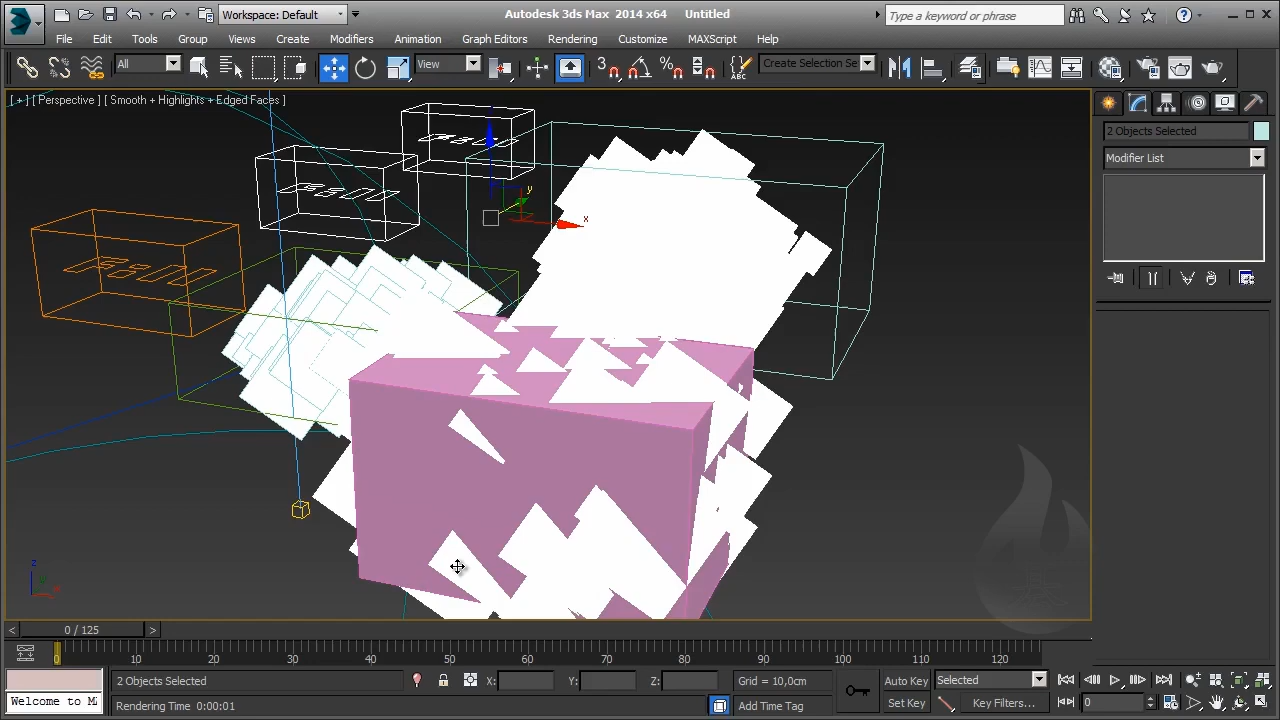 Workspace: Default
Autodesk 3ds Max 2014 x64 Untitled
Type a keyword or phrase
File Edit Tools Group Views Create Modifiers Animation Graph Editors Rendering Customize MAXScript Help
All
View
3
ABC
Create Selection Se
[ + ] [ Perspective ] [ Smooth + Highlights + Edged Faces ]
2 Objects Selected
Modifier List
y
x
z
< 0 / 125 >
0 10 20 30 40 50 60 70 80 90 100 110 120
2 Objects Selected X: Y: Z: Grid = 10,0cm Auto Key Selected
Welcome to M
Rendering Time 0:00:01 Add Time Tag Set Key Key Filters... 0